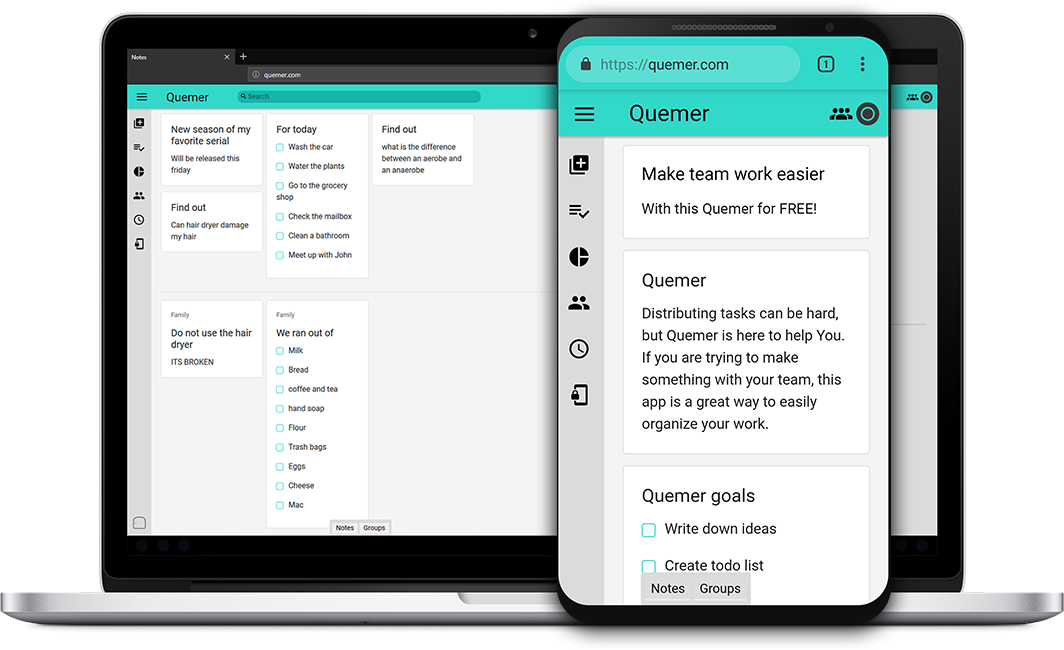 Notes
quemer.com
Quemer
Search
New season of my
favorite serial
Will be released this
friday
Find out
Can hair dryer damage
my hair
For today
Wash the car
Water the plants
Go to the grocery
shop
Check the mailbox
Clean a bathroom
Meet up with John
Find out
what is the difference
between an aerobe and
an anaerobe
Family
Do not use the hair
dryer
ITS BROKEN
Family
We ran out of
Milk
Bread
coffee and tea
hand soap
Flour
Trash bags
Eggs
Cheese
Mac
Notes Groups
https://quemer.com
1
Quemer
Make team work easier
With this Quemer for FREE!
Quemer
Distributing tasks can be hard,
but Quemer is here to help You.
If you are trying to make
something with your team, this
app is a great way to easily
organize your work.
Quemer goals
Write down ideas
Create todo list
Notes Groups